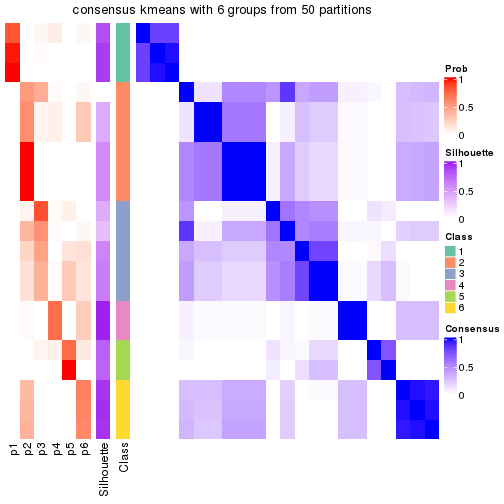 consensus kmeans with 6 groups from 50 partitions
Prob
1
0.5
0
Silhouette
1
0.5
0
Class
1
2
3
4
5
6
Consensus
1
0.5
0
p1
p2
p3
p4
p5
p6
Silhouette
Class